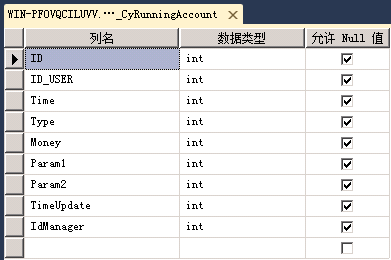 WIN-PFOVQCILUVV.···_CyRunningAccount
列名 数据类型 允许 Null 值
ID int
ID_USER int
Time int
Type int
Money int
Param1 int
Param2 int
TimeUpdate int
IdManager int